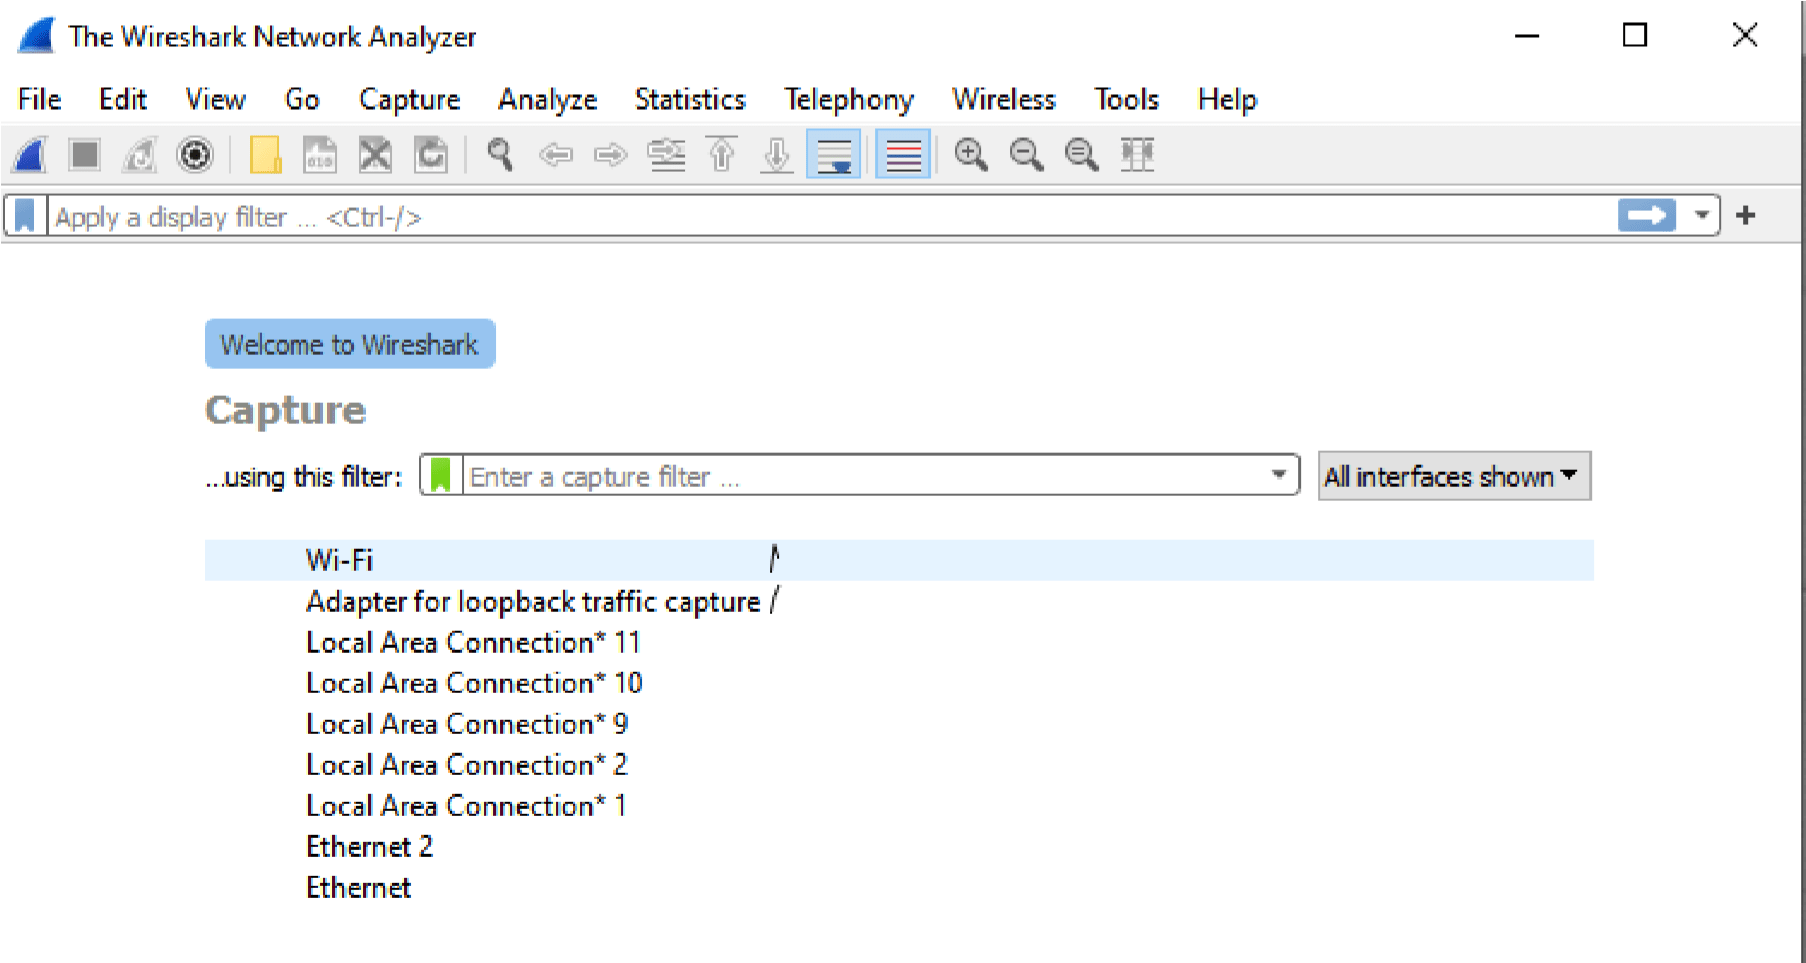 The Wireshark Network Analyzer
File Edit View Go Capture Analyze Statistics Telephony Wireless Tools Help
Apply a display filter ... <Ctrl-/>
Welcome to Wireshark
Capture
...using this filter: Enter a capture filter ... All interfaces shown
Wi-Fi
Adapter for loopback traffic capture
Local Area Connection* 11
Local Area Connection* 10
Local Area Connection* 9
Local Area Connection* 2
Local Area Connection* 1
Ethernet 2
Ethernet